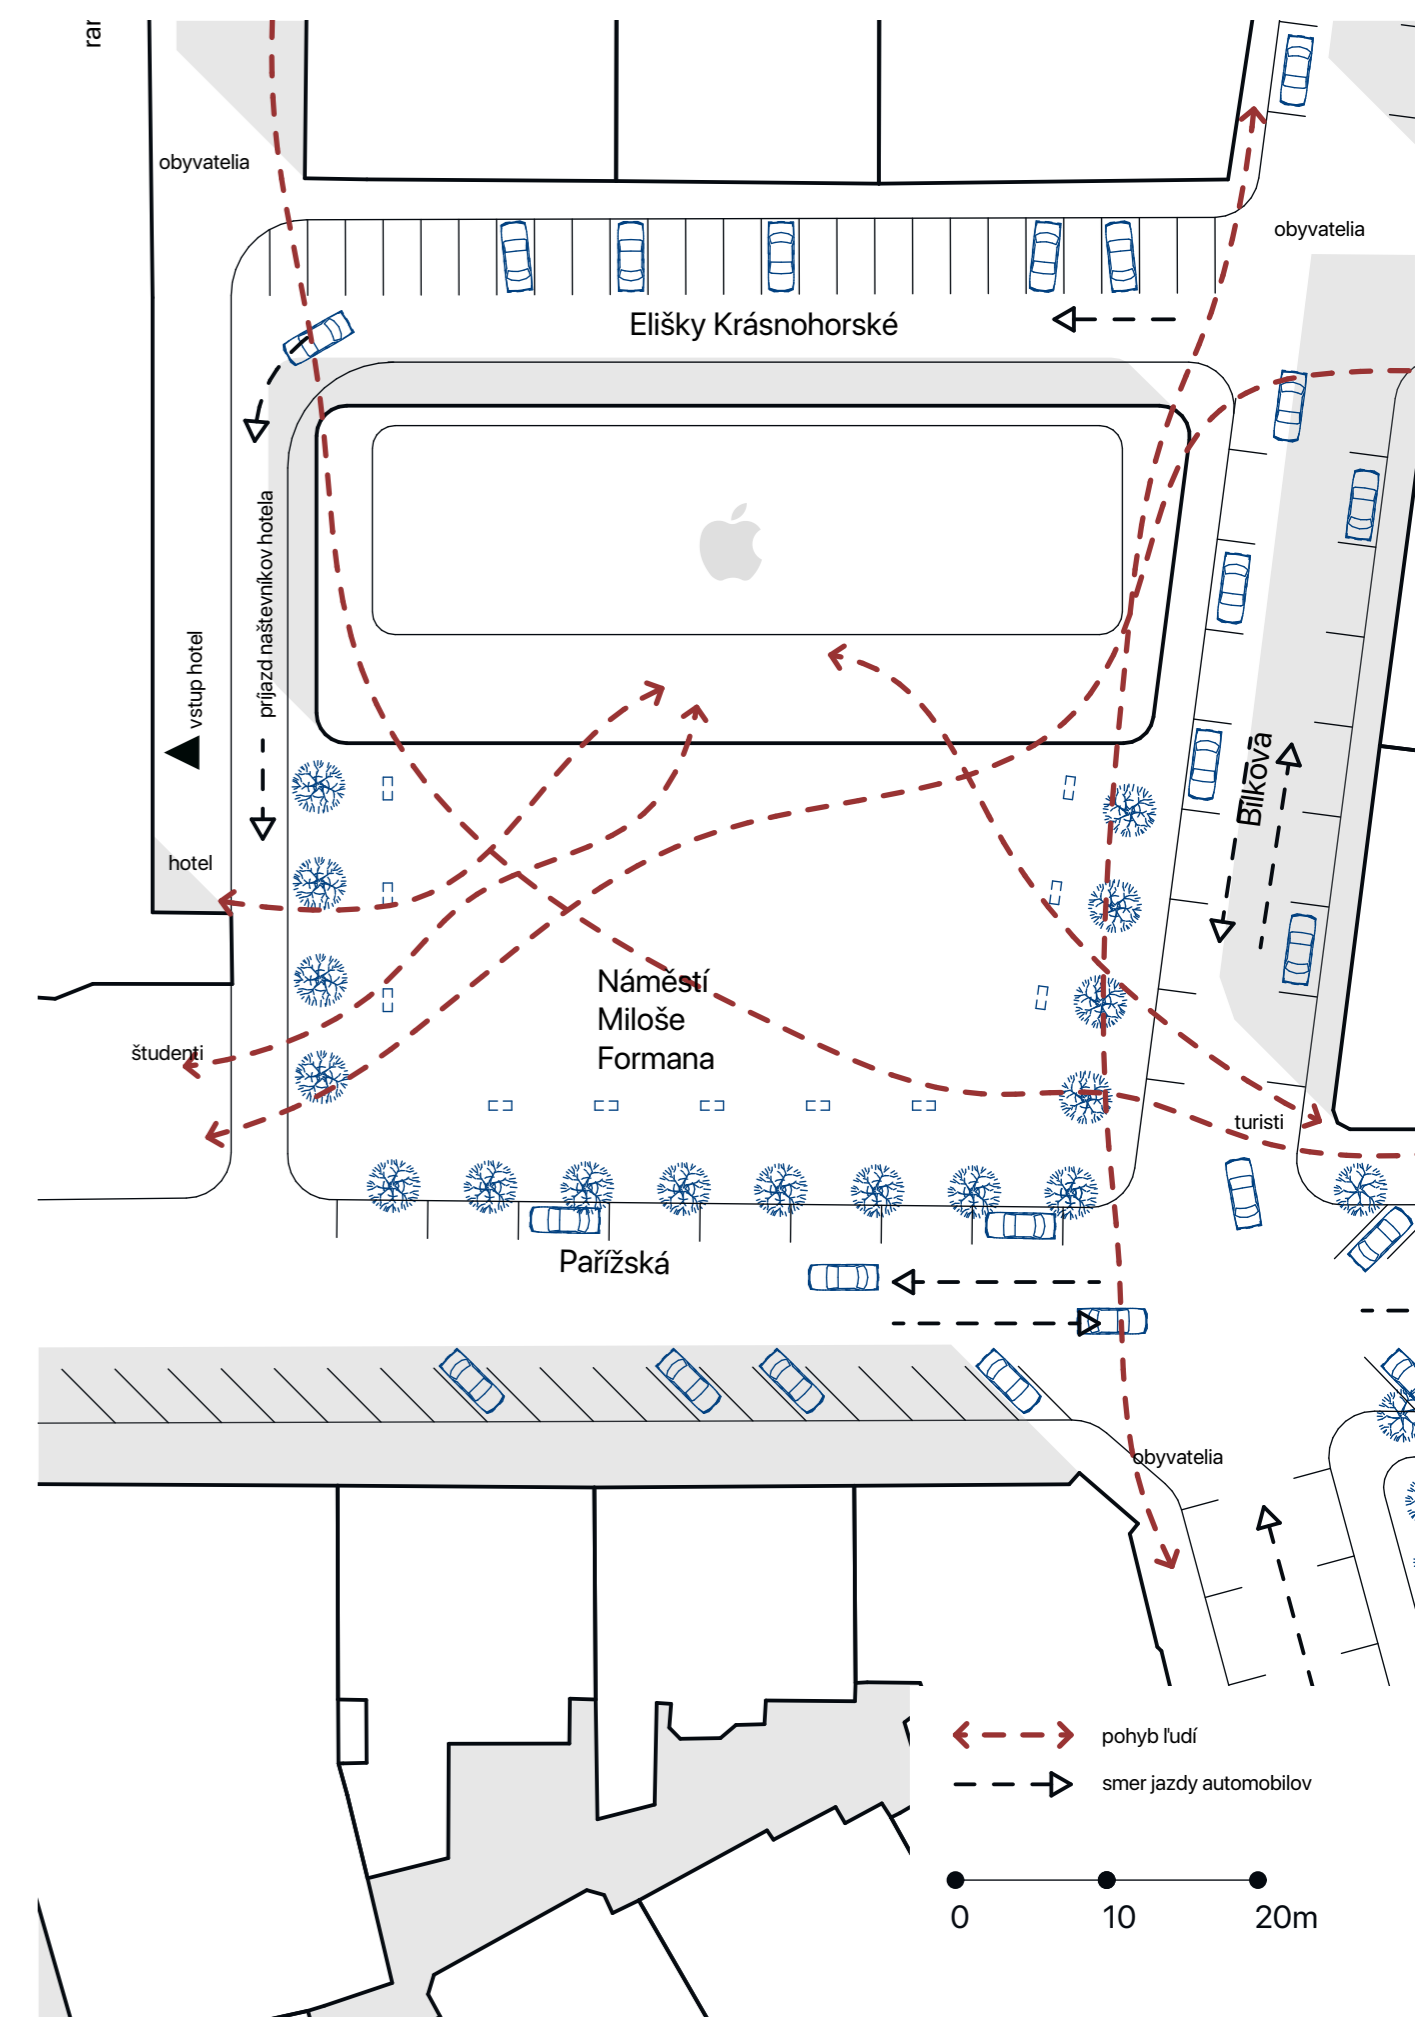 obyvatelia
obyvatelia
Elišky Krásnohorské
príjazd naštevníkov hotela
vstup hotel
Bílkova
hotel
Náměstí
Miloše
Formana
študenti
turisti
Pařížská
obyvatelia
pohyb ľudí
smer jazdy automobilov
0
10
20m